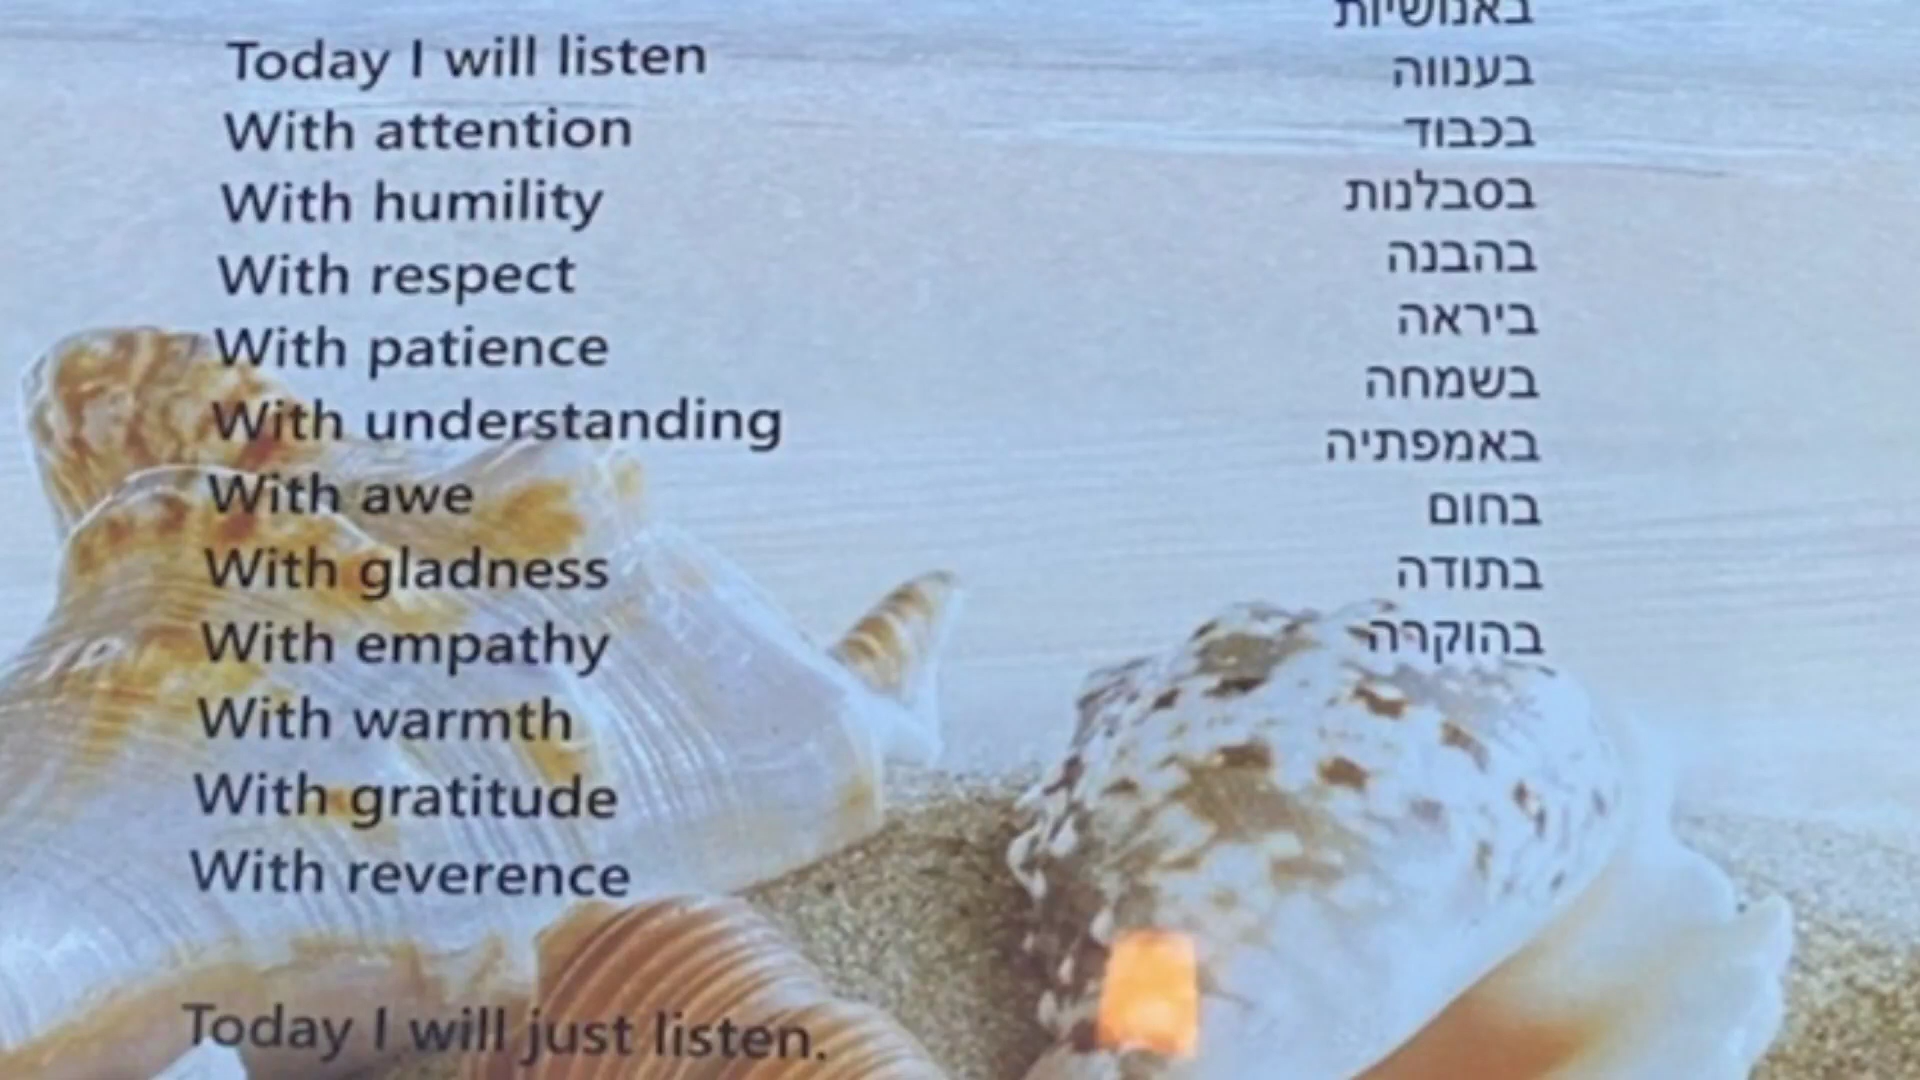 Today I will listen
With attention
With humility
With respect
With patience
With understanding
With awe
With gladness
With empathy
With warmth
With gratitude
With reverence
Today I will just listen.
באנושיות
בענווה
בכבוד
בסבלנות
בהבנה
ביראה
בשמחה
באמפתיה
בחום
בתודה
בהוקרה